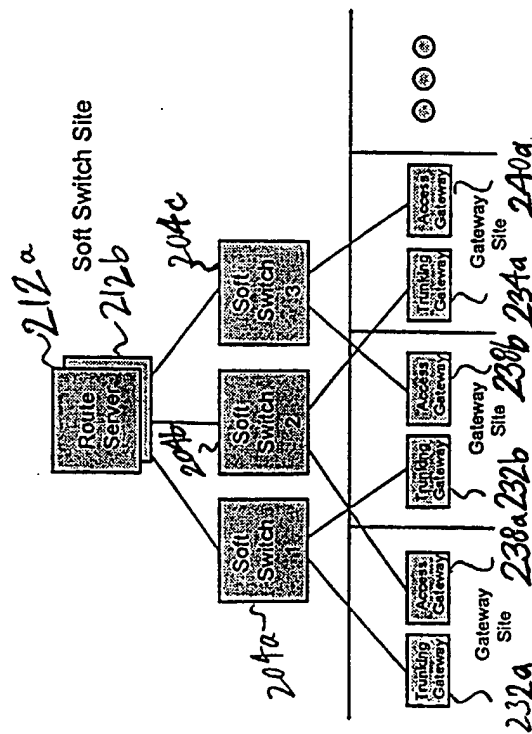 212a
Route
Server
Soft Switch Site
212b
204c
204b
Soft
Switch
1
Soft
Switch
2
Soft
Switch
3
204a
Trunking
Gateway
Access
Gateway
Trunking
Gateway
Access
Gateway
Trunking
Gateway
Access
Gateway
Gateway
Site
Gateway
Site
Gateway
Site
232a
238a
232b
238b
234a
240a